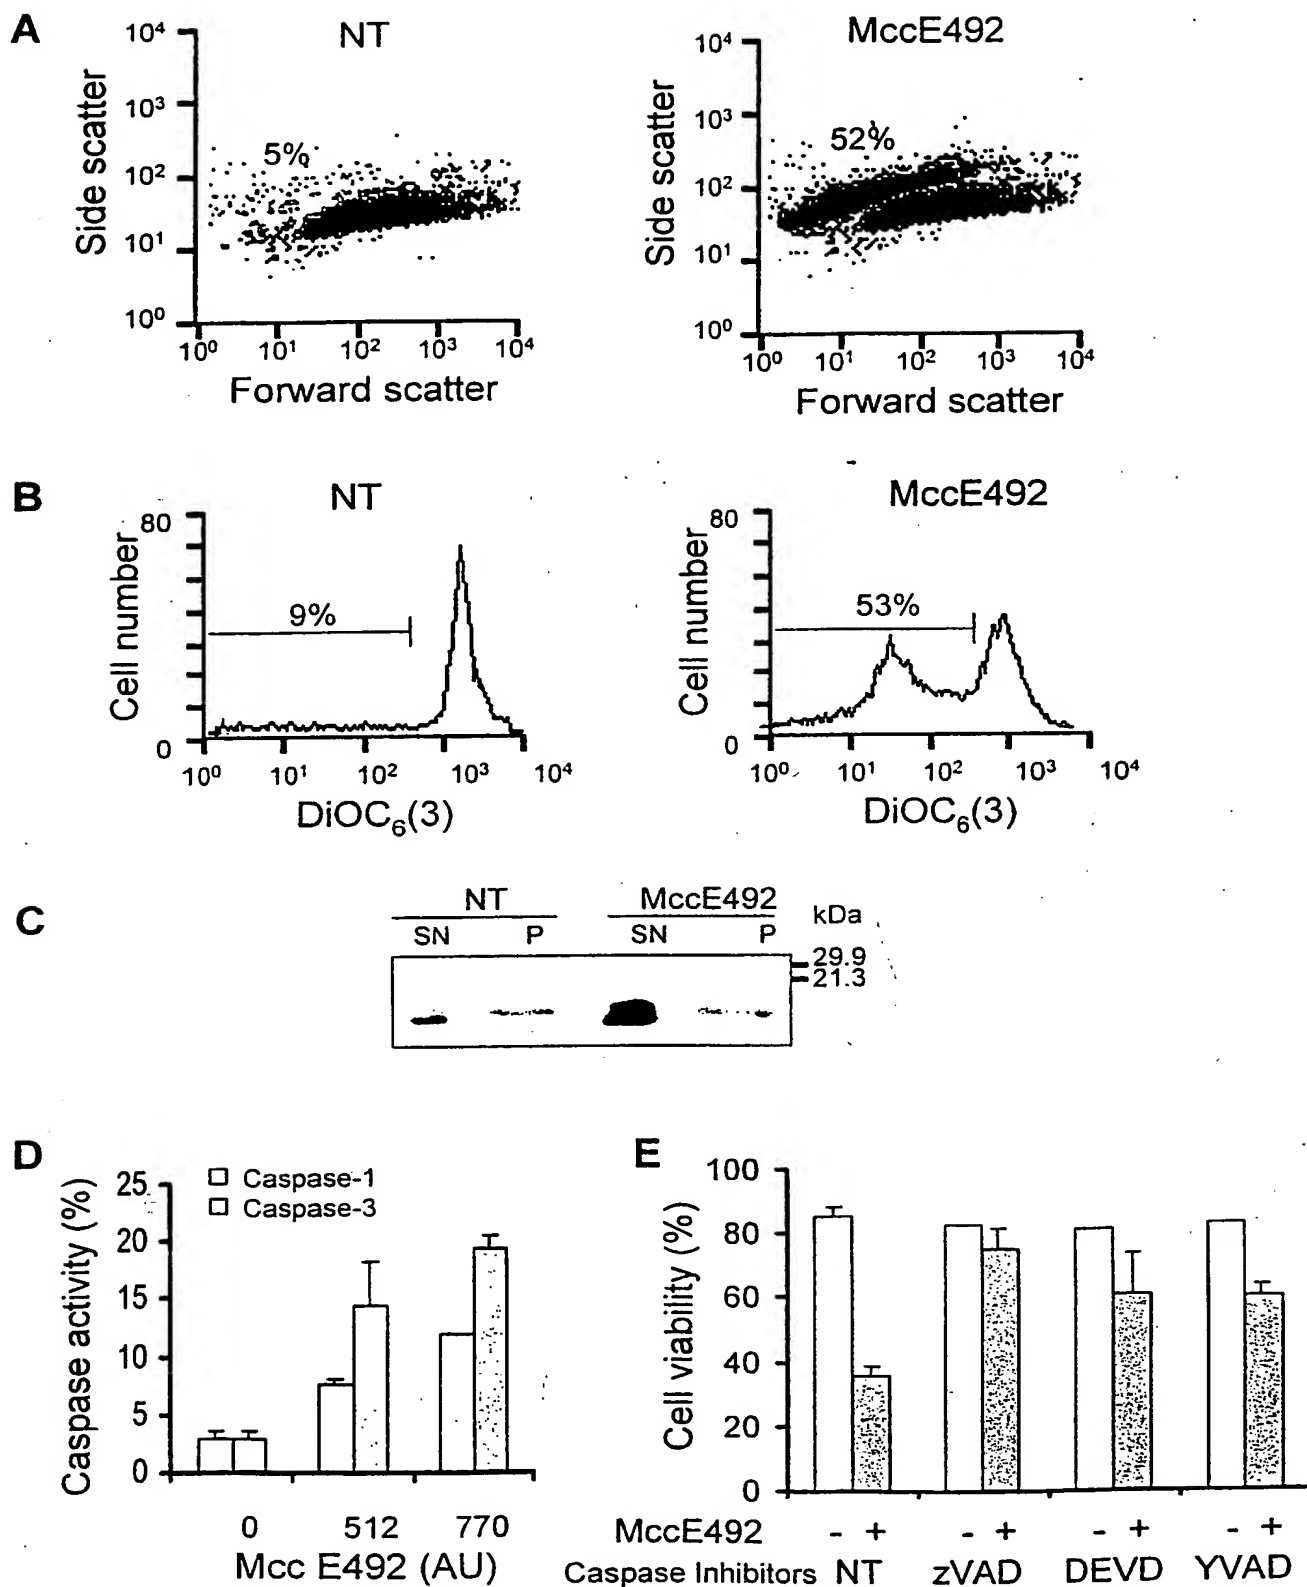 A
NT
MccE492
Side scatter
10⁴
10³
10²
10¹
10⁰
5%
10⁰ 10¹ 10² 10³ 10⁴
Forward scatter
Side scatter
10⁴
10³
10²
10¹
10⁰
52%
10⁰ 10¹ 10² 10³ 10⁴
Forward scatter
B
NT
MccE492
Cell number
80
0
9%
10⁰ 10¹ 10² 10³ 10⁴
DiOC₆(3)
Cell number
80
0
53%
10⁰ 10¹ 10² 10³ 10⁴
DiOC₆(3)
C
NT MccE492 kDa
SN P SN P
29.9
21.3
D
Caspase activity (%)
25
20
15
10
5
0
Caspase-1
Caspase-3
0 512 770
Mcc E492 (AU)
E
Cell viability (%)
100
80
60
40
20
0
MccE492 - + - + - + - +
Caspase Inhibitors NT zVAD DEVD YVAD